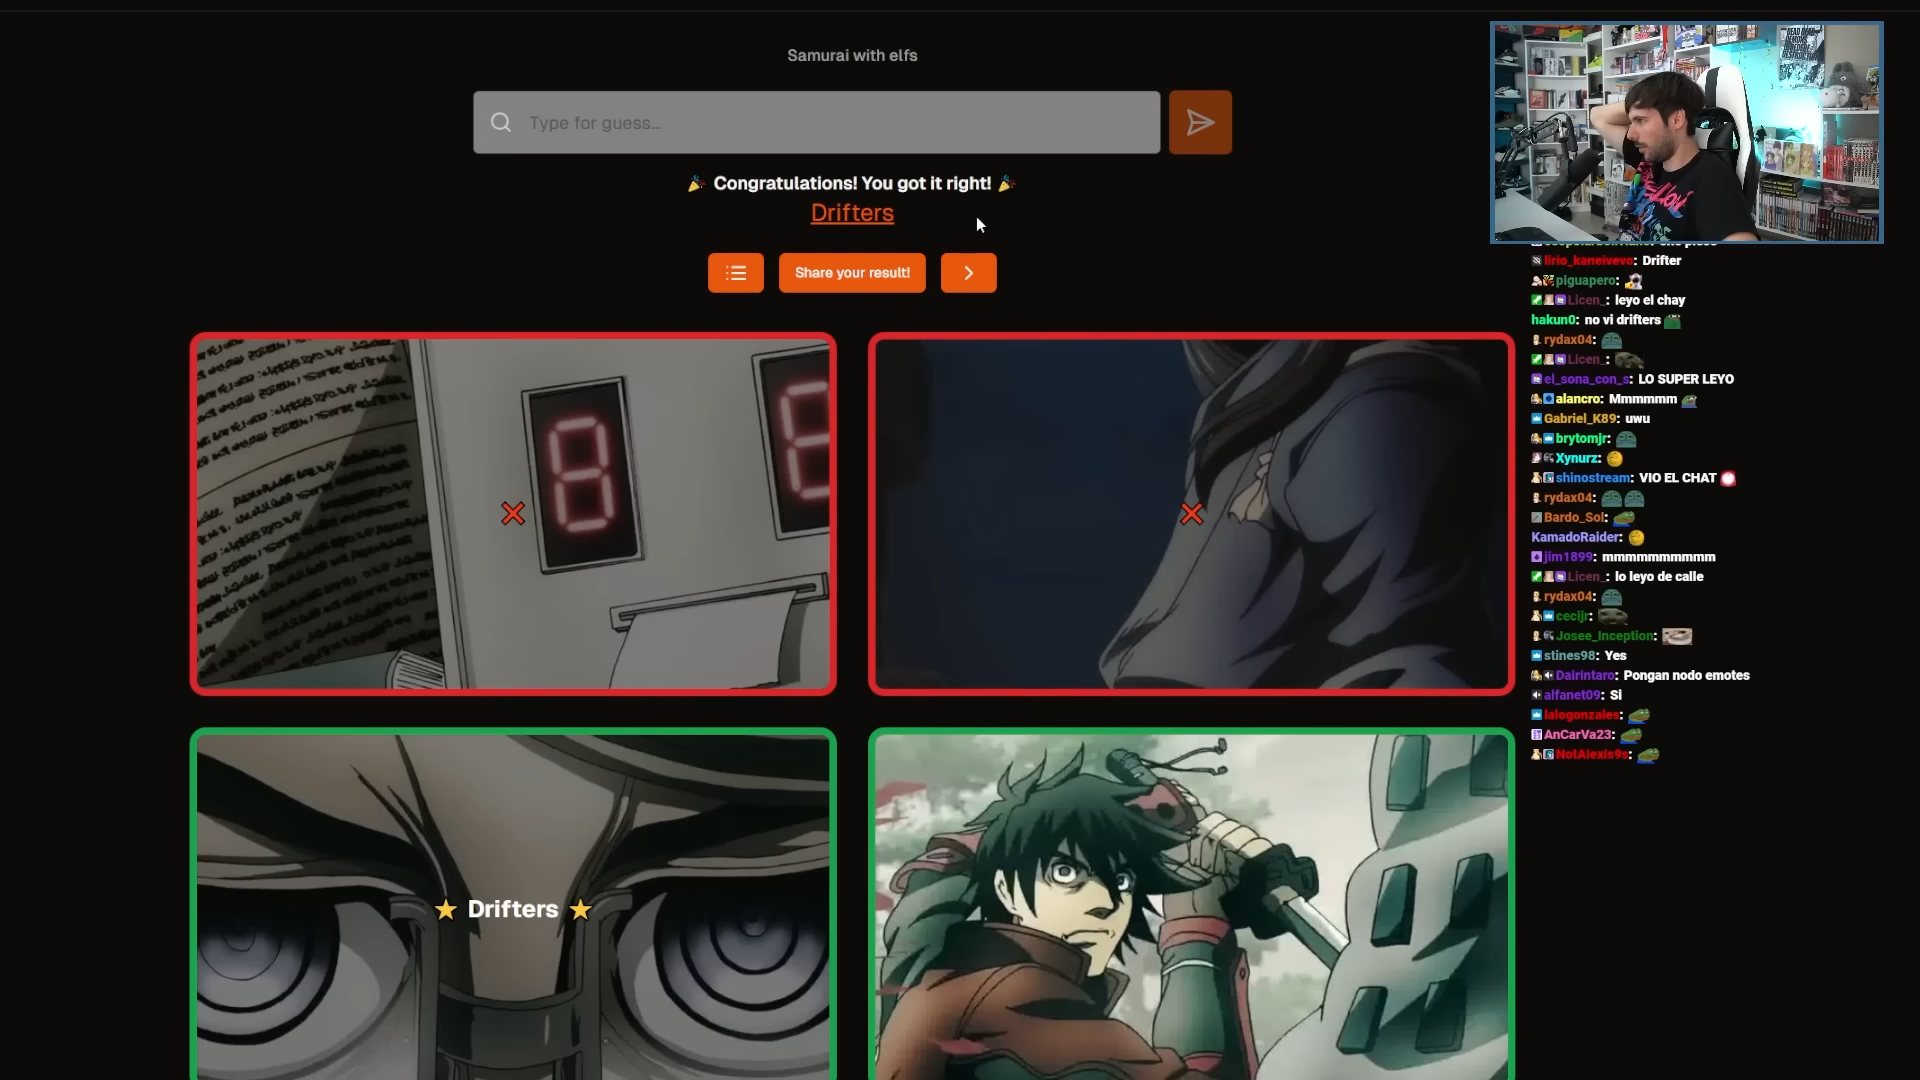 Samurai with elfs
Type for guess...
Congratulations! You got it right!
Drifters
Share your result!
Drifters
lirio_kaneivevo: Drifter
piguapero:
Licen_: leyo el chay
hakun0: no vi drifters
rydax04:
Licen_:
el_sona_con_s: LO SUPER LEYO
alancro: Mmmmmm
Gabriel_K89: uwu
brytomjr:
Xynurz:
shinostream: VIO EL CHAT
rydax04:
Bardo_Sol:
KamadoRaider:
jim1899: mmmmmmmmmm
Licen_: lo leyo de calle
rydax04:
cecijr:
Josee_Inception:
stines98: Yes
Dairintaro: Pongan nodo emotes
alfanet09: Si
lalogonzales:
AnCarVa23:
NotAlexis9s: